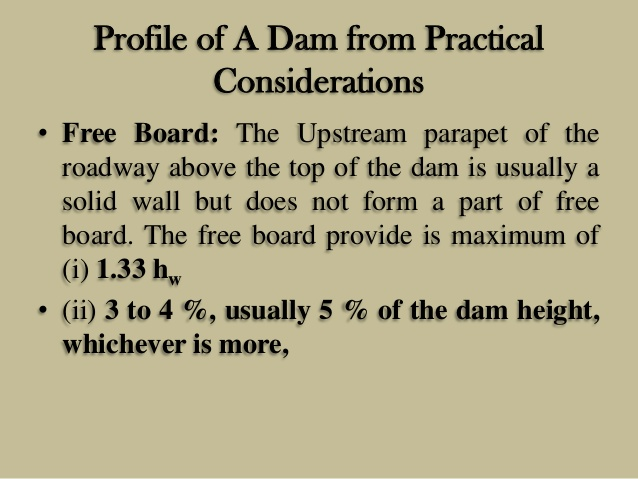 Profile of A Dam from Practical
Considerations
• Free Board: The Upstream parapet of the
roadway above the top of the dam is usually a
solid wall but does not form a part of free
board. The free board provide is maximum of
(i) 1.33 hw
• (ii) 3 to 4 %, usually 5 % of the dam height,
whichever is more,